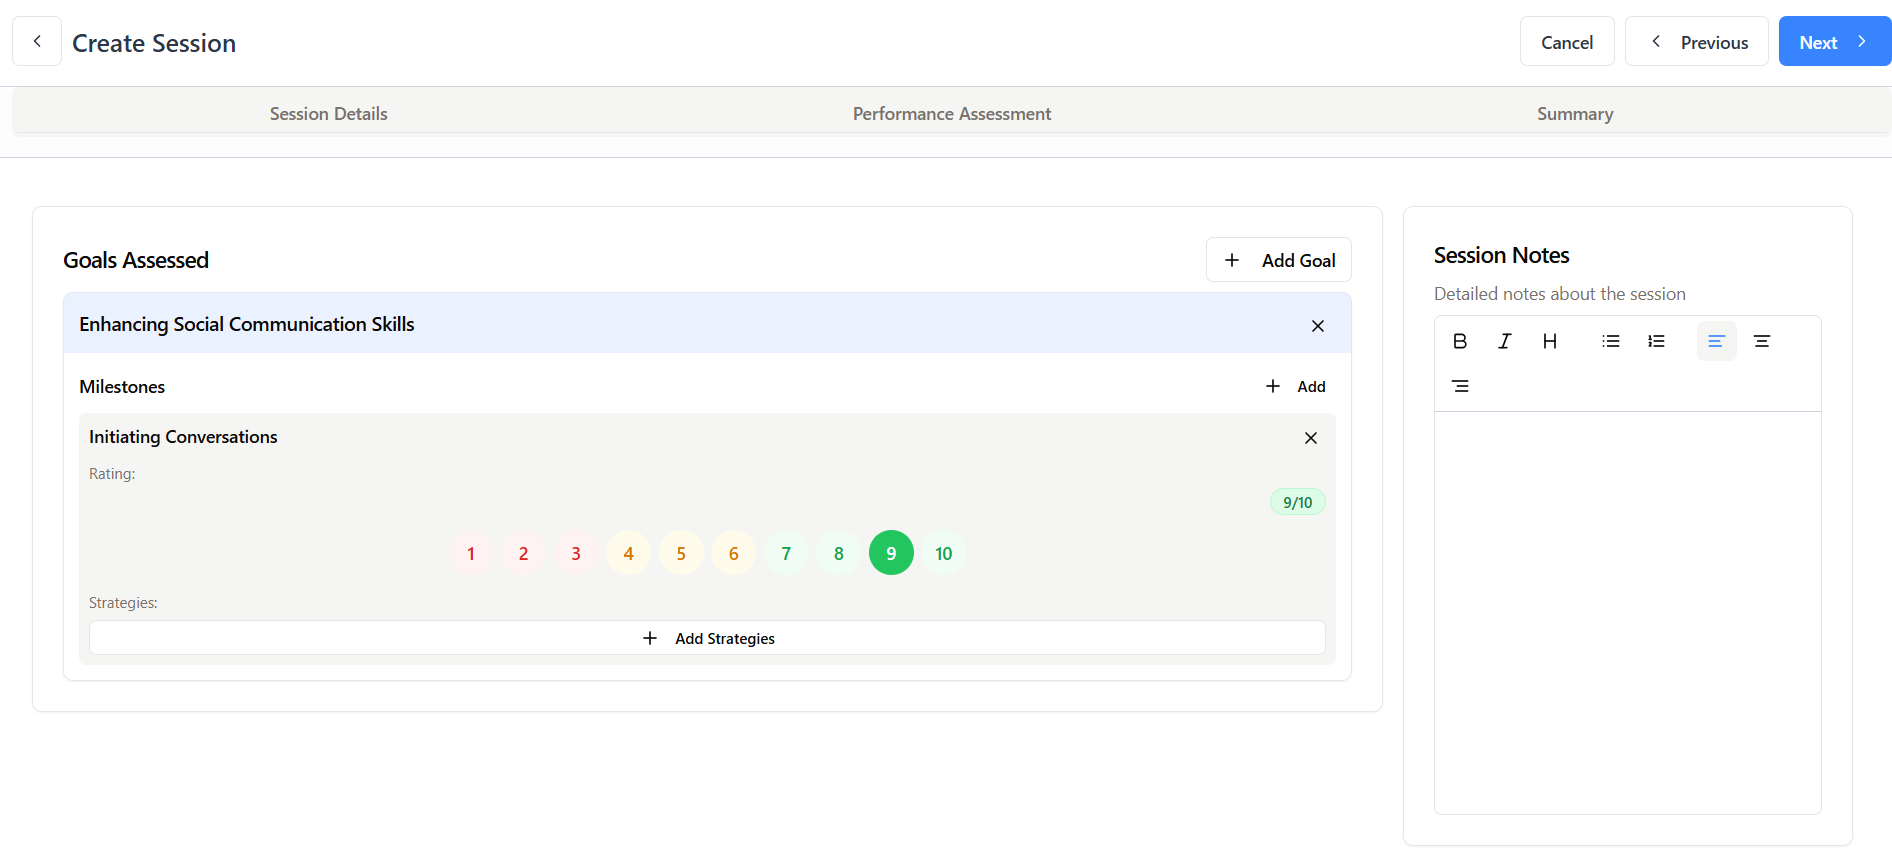 Create Session
Cancel
Previous
Next
Session Details
Performance Assessment
Summary
Goals Assessed
Add Goal
Enhancing Social Communication Skills
Milestones
Add
Initiating Conversations
Rating:
9/10
1 2 3 4 5 6 7 8 9 10
Strategies:
Add Strategies
Session Notes
Detailed notes about the session
B I H